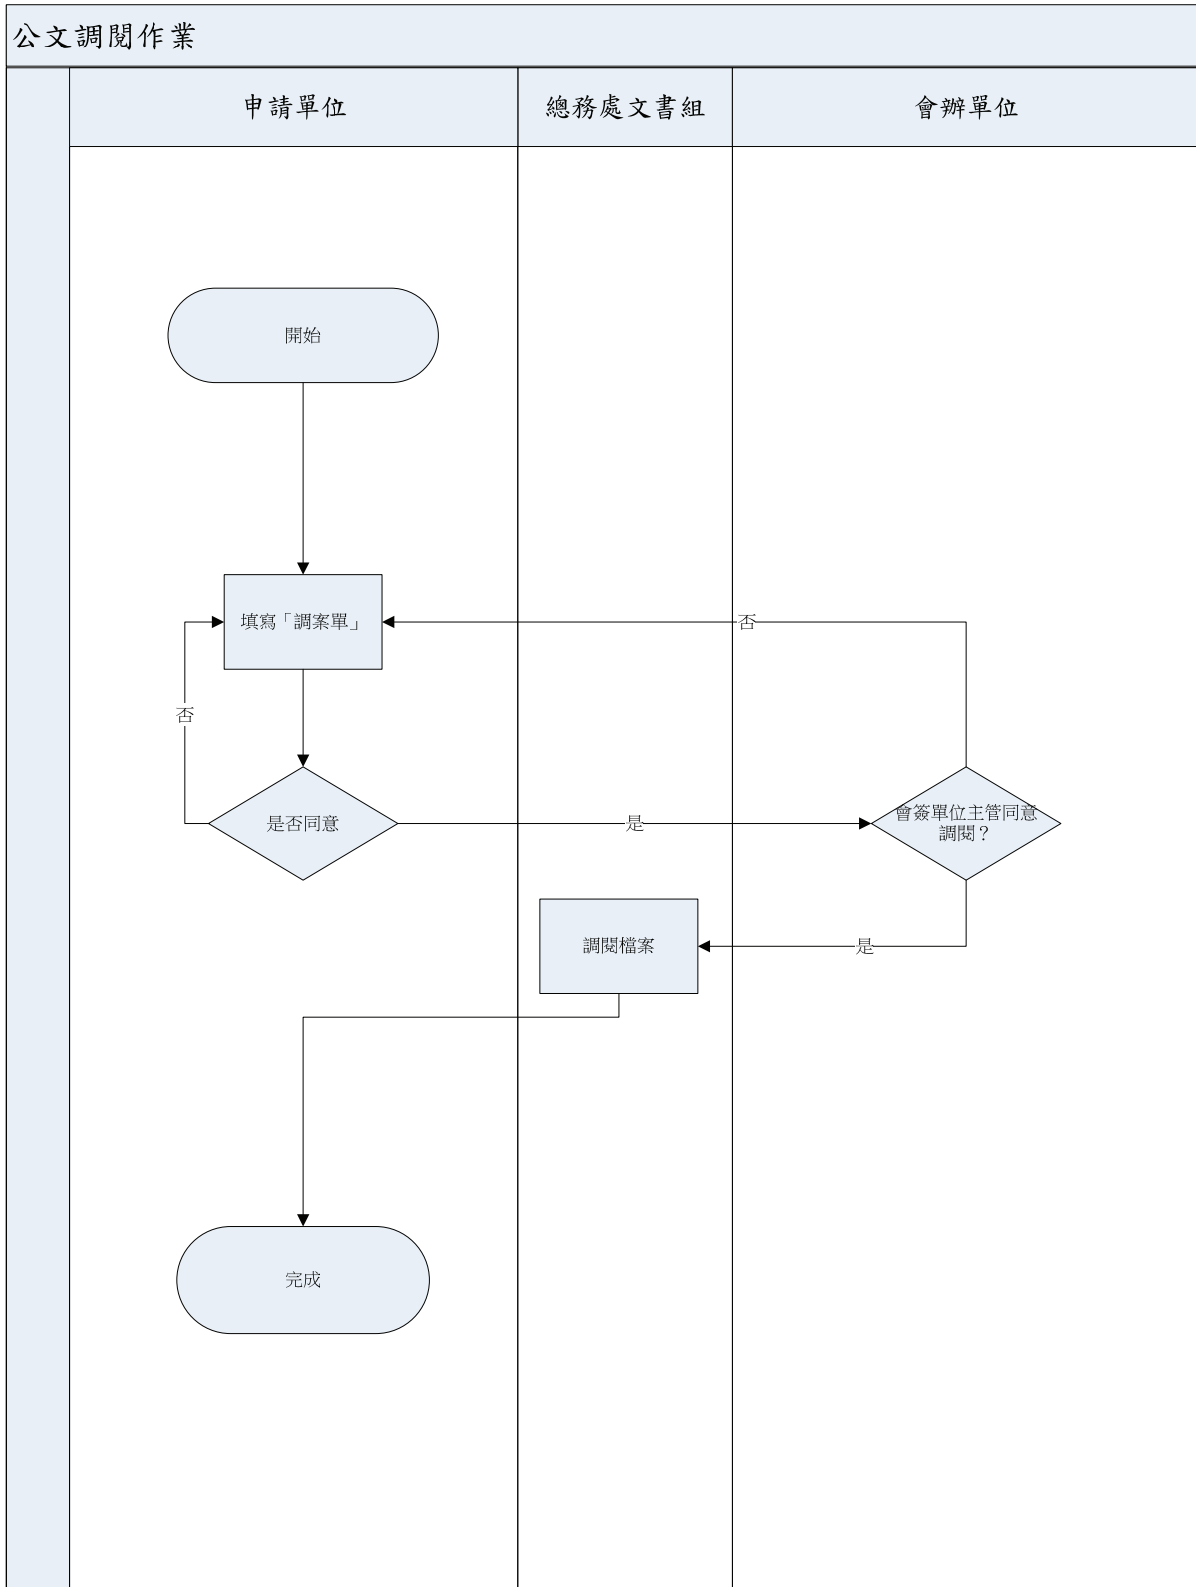 公文調閱作業
申請單位
總務處文書組
會辦單位
開始
填寫「調案單」
否
否
是否同意
是
會簽單位主管同意
調閱？
調閱檔案
是
完成